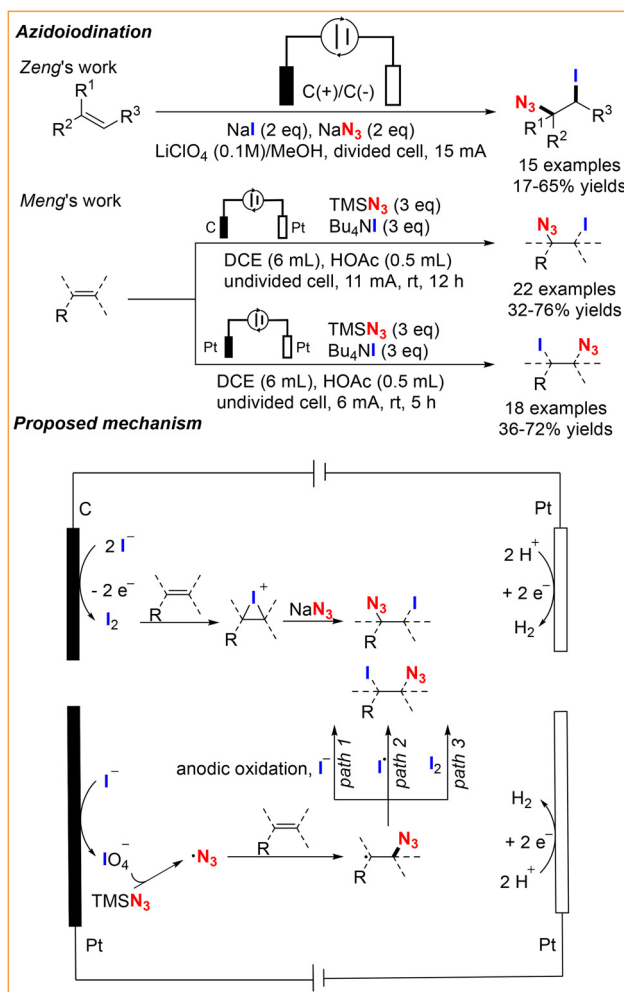 Azidoiodination
Zeng's work
R¹
R²
R³
C(+)/C(-)
NaI (2 eq), NaN₃ (2 eq)
LiClO₄ (0.1M)/MeOH, divided cell, 15 mA
I
N₃
R¹
R²
R³
15 examples
17-65% yields
Meng's work
R
C
Pt
TMSN₃ (3 eq)
Bu₄NI (3 eq)
DCE (6 mL), HOAc (0.5 mL)
undivided cell, 11 mA, rt, 12 h
N₃
I
R
22 examples
32-76% yields
Pt
Pt
TMSN₃ (3 eq)
Bu₄NI (3 eq)
DCE (6 mL), HOAc (0.5 mL)
undivided cell, 6 mA, rt, 5 h
I
N₃
R
18 examples
36-72% yields
Proposed mechanism
C
Pt
2 I⁻
- 2 e⁻
I₂
R
I⁺
R
NaN₃
N₃
I
R
2 H⁺
+ 2 e⁻
H₂
I
N₃
R
anodic oxidation, I⁻
path 1
I•
path 2
I₂
path 3
I⁻
IO₄⁻
TMSN₃
•N₃
R
N₃
R
H₂
+ 2 e⁻
2 H⁺
Pt
Pt